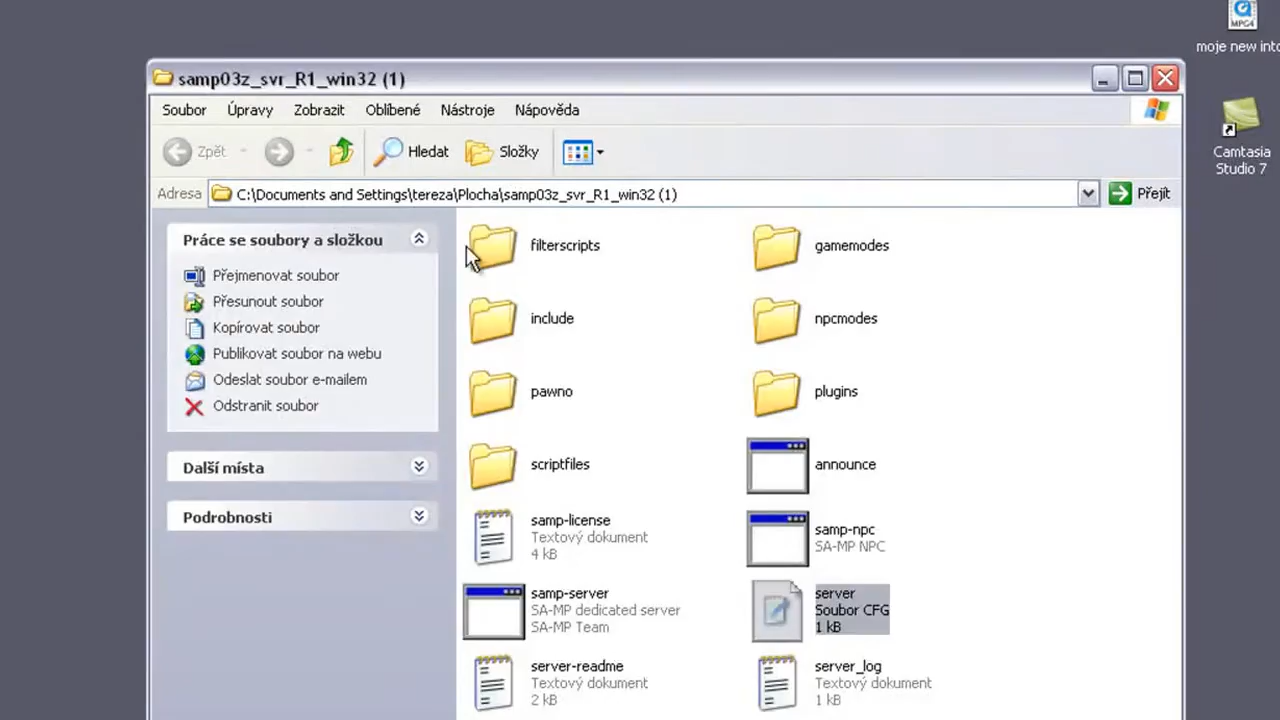 MPG4
moje new into
samp03z_svr_R1_win32 (1)
Soubor Úpravy Zobrazit Oblíbené Nástroje Nápověda
Zpět Hledat Složky
Adresa C:\Documents and Settings\tereza\Plocha\samp03z_svr_R1_win32 (1) Přejít
Camtasia
Studio 7
Práce se soubory a složkou
Přejmenovat soubor
Přesunout soubor
Kopírovat soubor
Publikovat soubor na webu
Odeslat soubor e-mailem
Odstranit soubor
Další místa
Podrobnosti
filterscripts
gamemodes
include
npcmodes
pawno
plugins
scriptfiles
announce
samp-license
Textový dokument
4 kB
samp-npc
SA-MP NPC
samp-server
SA-MP dedicated server
SA-MP Team
server
Soubor CFG
1 kB
server-readme
Textový dokument
2 kB
server_log
Textový dokument
1 kB